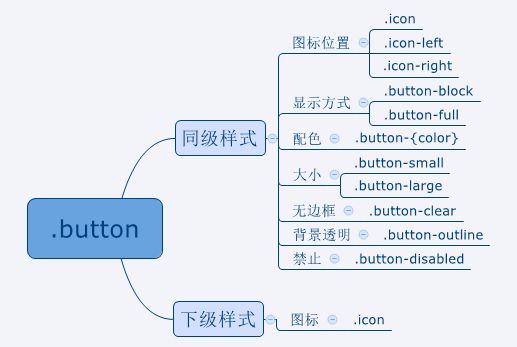 .button
同级样式
图标位置
.icon
.icon-left
.icon-right
显示方式
.button-block
.button-full
配色
.button-{color}
大小
.button-small
.button-large
无边框
.button-clear
背景透明
.button-outline
禁止
.button-disabled
下级样式
图标
.icon